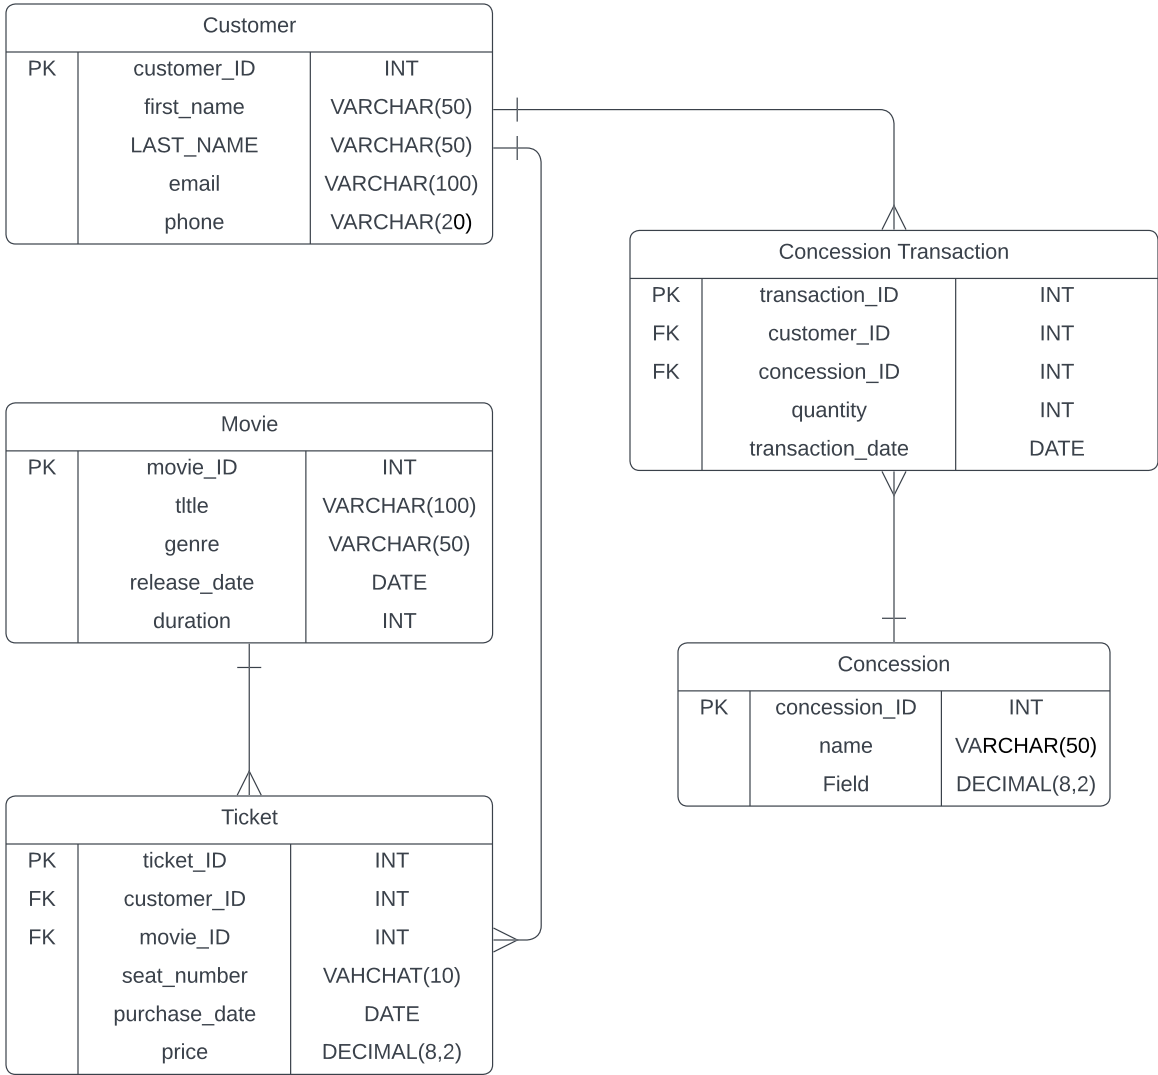 Customer
PK customer_ID INT
first_name VARCHAR(50)
LAST_NAME VARCHAR(50)
email VARCHAR(100)
phone VARCHAR(20)
Concession Transaction
PK transaction_ID INT
FK customer_ID INT
FK concession_ID INT
quantity INT
transaction_date DATE
Movie
PK movie_ID INT
tltle VARCHAR(100)
genre VARCHAR(50)
release_date DATE
duration INT
Concession
PK concession_ID INT
name VARCHAR(50)
Field DECIMAL(8,2)
Ticket
PK ticket_ID INT
FK customer_ID INT
FK movie_ID INT
seat_number VAHCHAT(10)
purchase_date DATE
price DECIMAL(8,2)